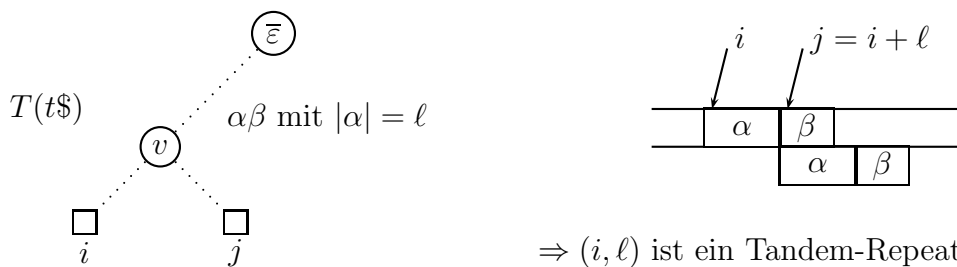 ε̅
T(t$)
αβ mit |α| = ℓ
v
i
j
i
j = i + ℓ
α
β
α
β
⇒ (i, ℓ) ist ein Tandem-Repeat